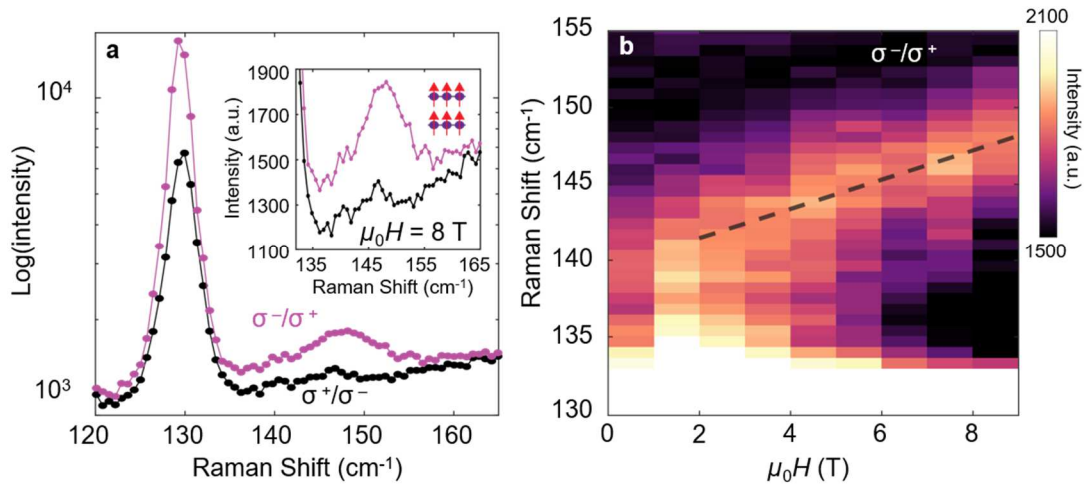 a
Log(intensity)
10⁴
10³
120
130
140
150
160
Raman Shift (cm⁻¹)
σ⁻/σ⁺
σ⁺/σ⁻
Intensity (a.u.)
1900
1700
1500
1300
1100
135
145
155
165
Raman Shift (cm⁻¹)
μ₀H = 8 T
b
σ⁻/σ⁺
Raman Shift (cm⁻¹)
155
150
145
140
135
130
0
2
4
6
8
μ₀H (T)
2100
Intensity (a.u.)
1500